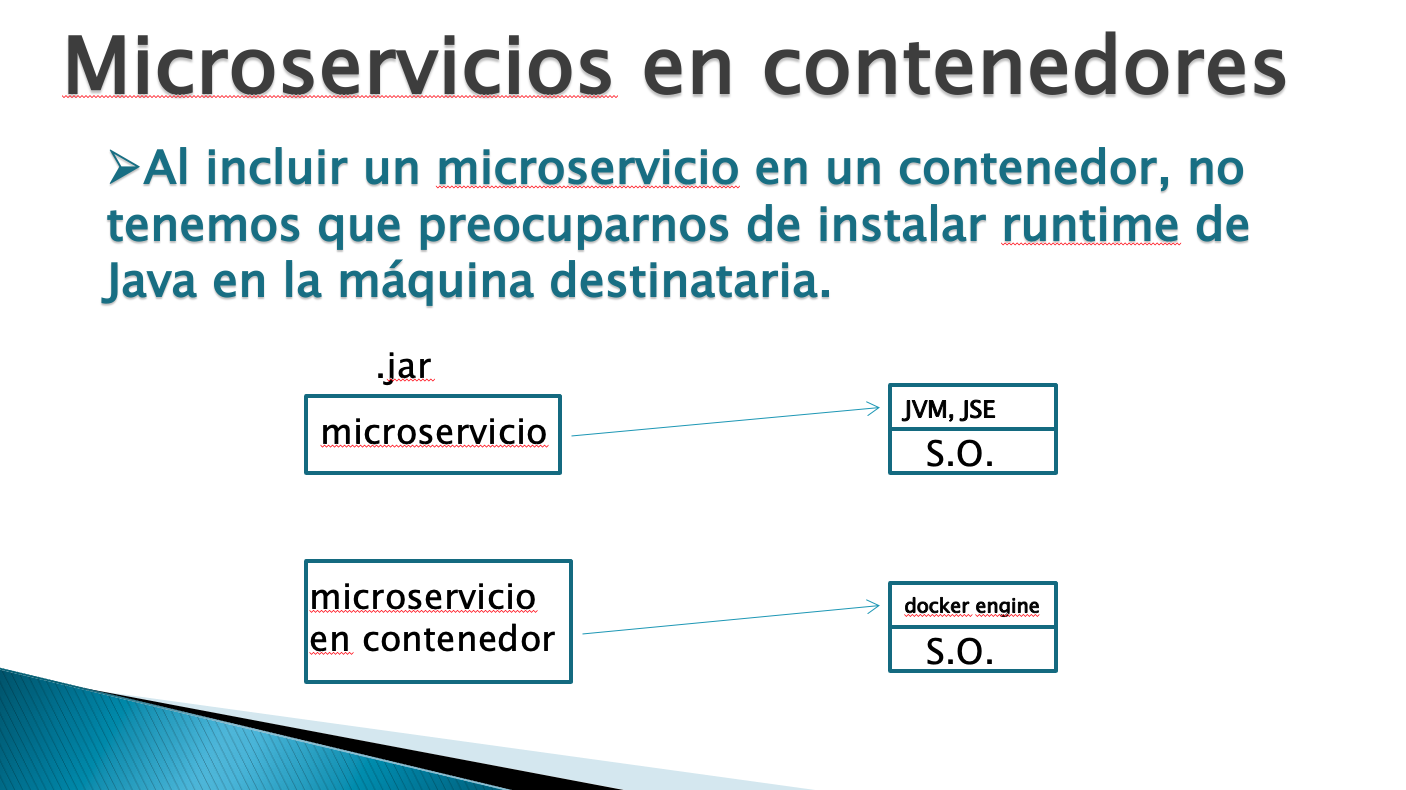 Microservicios en contenedores
➢Al incluir un microservicio en un contenedor, no
tenemos que preocuparnos de instalar runtime de
Java en la máquina destinataria.
.jar
microservicio
JVM, JSE
S.O.
microservicio
en contenedor
docker engine
S.O.